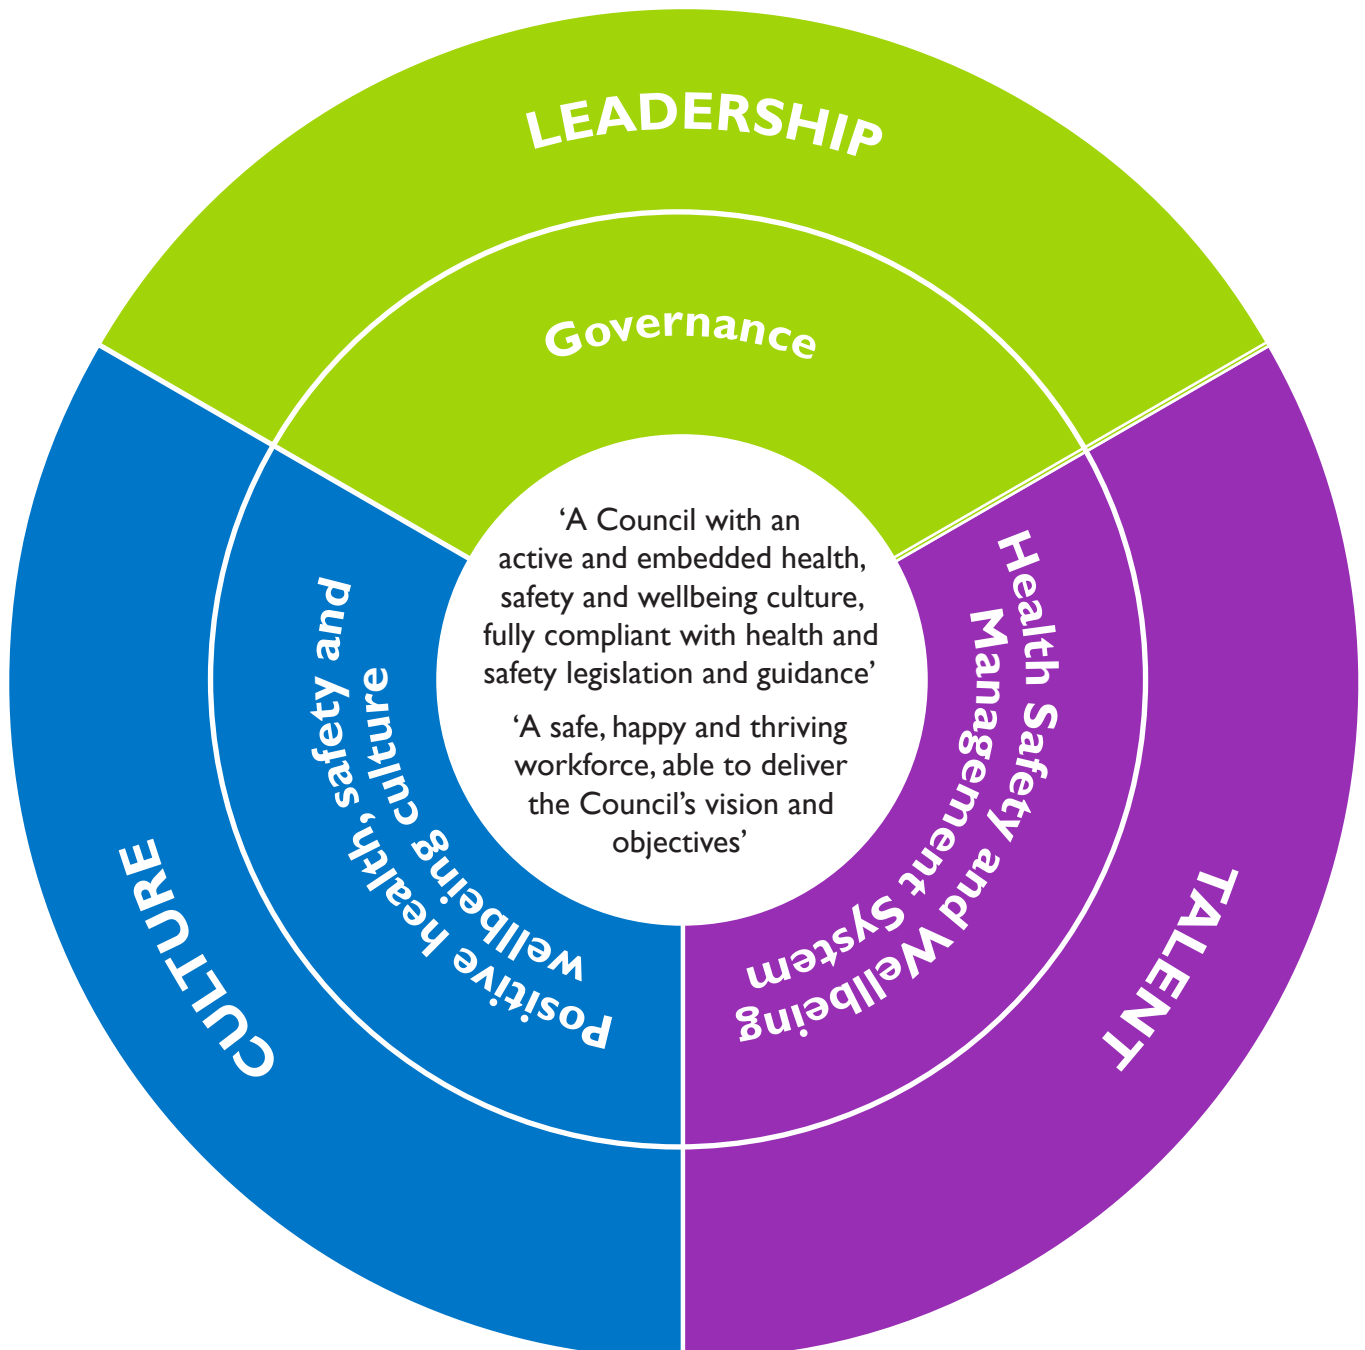 LEADERSHIP
Governance
‘A Council with an
active and embedded health,
safety and wellbeing culture,
fully compliant with health and
safety legislation and guidance’
‘A safe, happy and thriving
workforce, able to deliver
the Council’s vision and
objectives’
Health Safety and Wellbeing
Management System
TALENT
Positive health, safety and
wellbeing culture
CULTURE